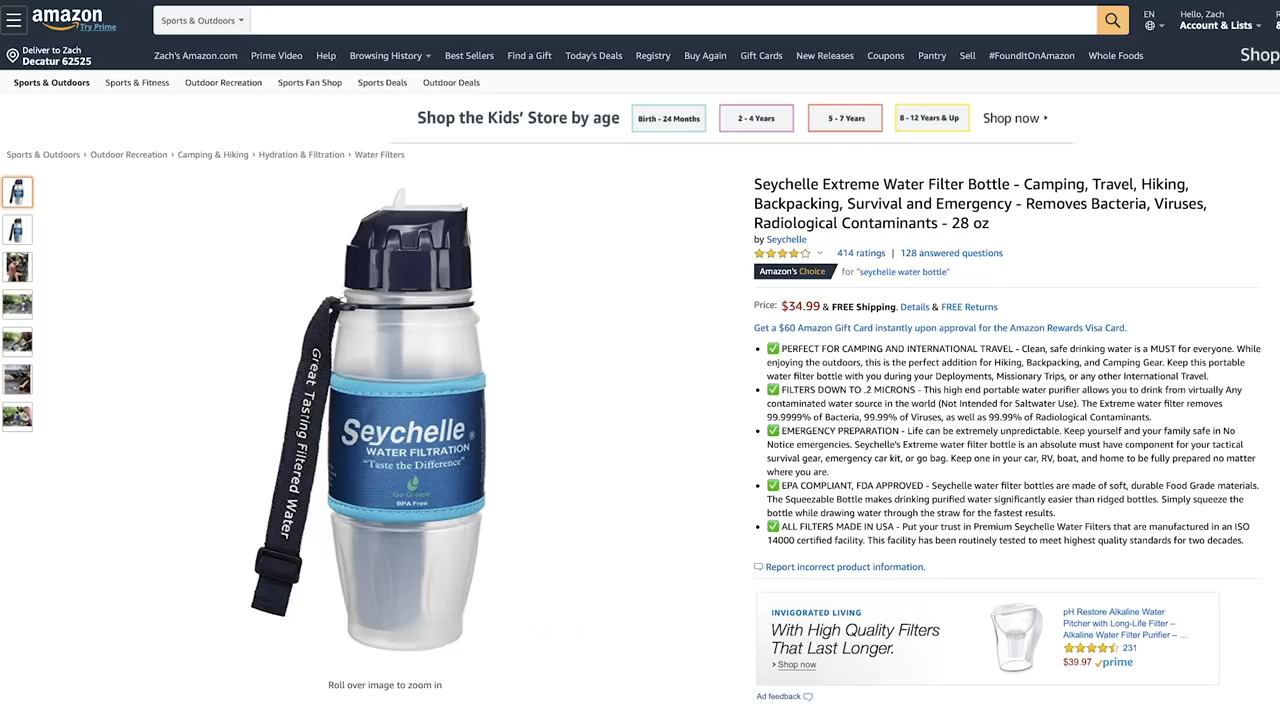 amazon
Try Prime
Sports & Outdoors
EN
Hello, Zach
Account & Lists
Deliver to Zach
Decatur 62525
Zach's Amazon.com
Prime Video
Help
Browsing History
Best Sellers
Find a Gift
Today's Deals
Registry
Buy Again
Gift Cards
New Releases
Coupons
Pantry
Sell
#FoundItOnAmazon
Whole Foods
Shop
Sports & Outdoors
Sports & Fitness
Outdoor Recreation
Sports Fan Shop
Sports Deals
Outdoor Deals
Shop the Kids' Store by age
Birth - 24 Months
2 - 4 Years
5 - 7 Years
8 - 12 Years & Up
Shop now
Sports & Outdoors › Outdoor Recreation › Camping & Hiking › Hydration & Filtration › Water Filters
Great Tasting Filtered Water
Seychelle®
WATER FILTRATION
"Taste the Difference"
Go Green!
BPA Free
Roll over image to zoom in
Seychelle Extreme Water Filter Bottle - Camping, Travel, Hiking,
Backpacking, Survival and Emergency - Removes Bacteria, Viruses,
Radiological Contaminants - 28 oz
by Seychelle
414 ratings | 128 answered questions
Amazon's Choice for "seychelle water bottle"
Price: $34.99 & FREE Shipping. Details & FREE Returns
Get a $60 Amazon Gift Card instantly upon approval for the Amazon Rewards Visa Card.
• ✅ PERFECT FOR CAMPING AND INTERNATIONAL TRAVEL - Clean, safe drinking water is a MUST for everyone. While
enjoying the outdoors, this is the perfect addition for Hiking, Backpacking, and Camping Gear. Keep this portable
water filter bottle with you during your Deployments, Missionary Trips, or any other International Travel.
• ✅ FILTERS DOWN TO .2 MICRONS - This high end portable water purifier allows you to drink from virtually Any
contaminated water source in the world (Not Intended for Saltwater Use). The Extreme water filter removes
99.9999% of Bacteria, 99.99% of Viruses, as well as 99.99% of Radiological Contaminants.
• ✅ EMERGENCY PREPARATION - Life can be extremely unpredictable. Keep yourself and your family safe in No
Notice emergencies. Seychelle's Extreme water filter bottle is an absolute must have component for your tactical
survival gear, emergency car kit, or go bag. Keep one in your car, RV, boat, and home to be fully prepared no matter
where you are.
• ✅ EPA COMPLIANT, FDA APPROVED - Seychelle water filter bottles are made of soft, durable Food Grade materials.
The Squeezable Bottle makes drinking purified water significantly easier than ridged bottles. Simply squeeze the
bottle while drawing water through the straw for the fastest results.
• ✅ ALL FILTERS MADE IN USA - Put your trust in Premium Seychelle Water Filters that are manufactured in an ISO
14000 certified facility. This facility has been routinely tested to meet highest quality standards for two decades.
Report incorrect product information.
INVIGORATED LIVING
With High Quality Filters
That Last Longer.
› Shop now
pH Restore Alkaline Water
Pitcher with Long-Life Filter –
Alkaline Water Filter Purifier – ...
231
$39.97 prime
Ad feedback